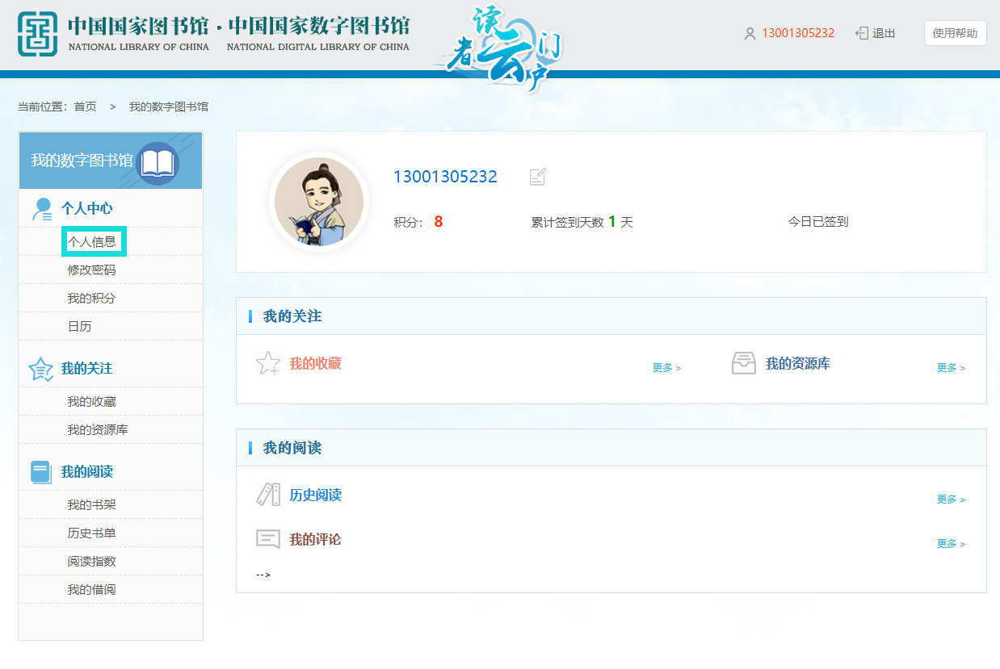 中国国家图书馆·中国国家数字图书馆
NATIONAL LIBRARY OF CHINA NATIONAL DIGITAL LIBRARY OF CHINA
读者云门户
13001305232 退出 使用帮助
当前位置：首页 > 我的数字图书馆
我的数字图书馆
个人中心
个人信息
修改密码
我的积分
日历
我的关注
我的收藏
我的资源库
我的阅读
我的书架
历史书单
阅读指数
我的借阅
13001305232
积分： 8 累计签到天数 1 天 今日已签到
我的关注
我的收藏 更多 > 我的资源库 更多 >
我的阅读
历史阅读 更多 >
我的评论 更多 >
-->